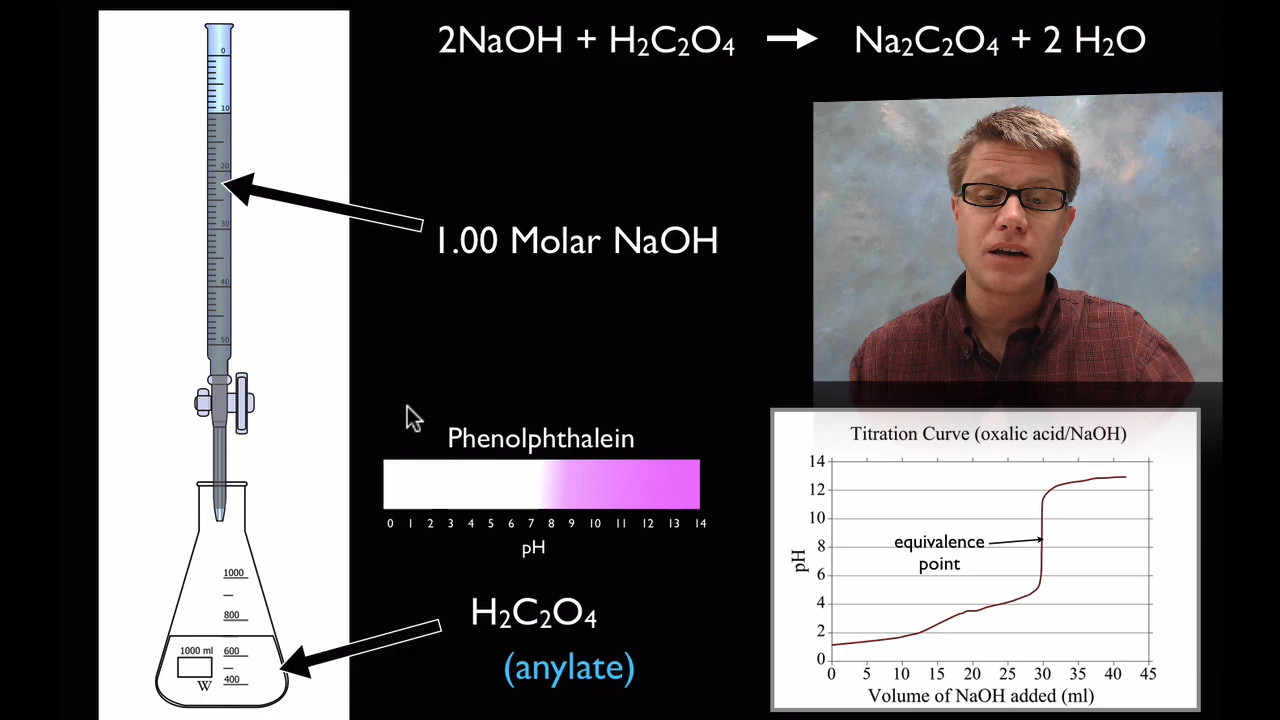 2NaOH + H₂C₂O₄ → Na₂C₂O₄ + 2 H₂O
0
10
20
30
40
50
1.00 Molar NaOH
Phenolphthalein
0 1 2 3 4 5 6 7 8 9 10 11 12 13 14
pH
1000
800
600
400
1000 ml
W
H₂C₂O₄
(anylate)
Titration Curve (oxalic acid/NaOH)
14
12
10
8
6
4
2
0
pH
equivalence
point
0 5 10 15 20 25 30 35 40 45
Volume of NaOH added (ml)